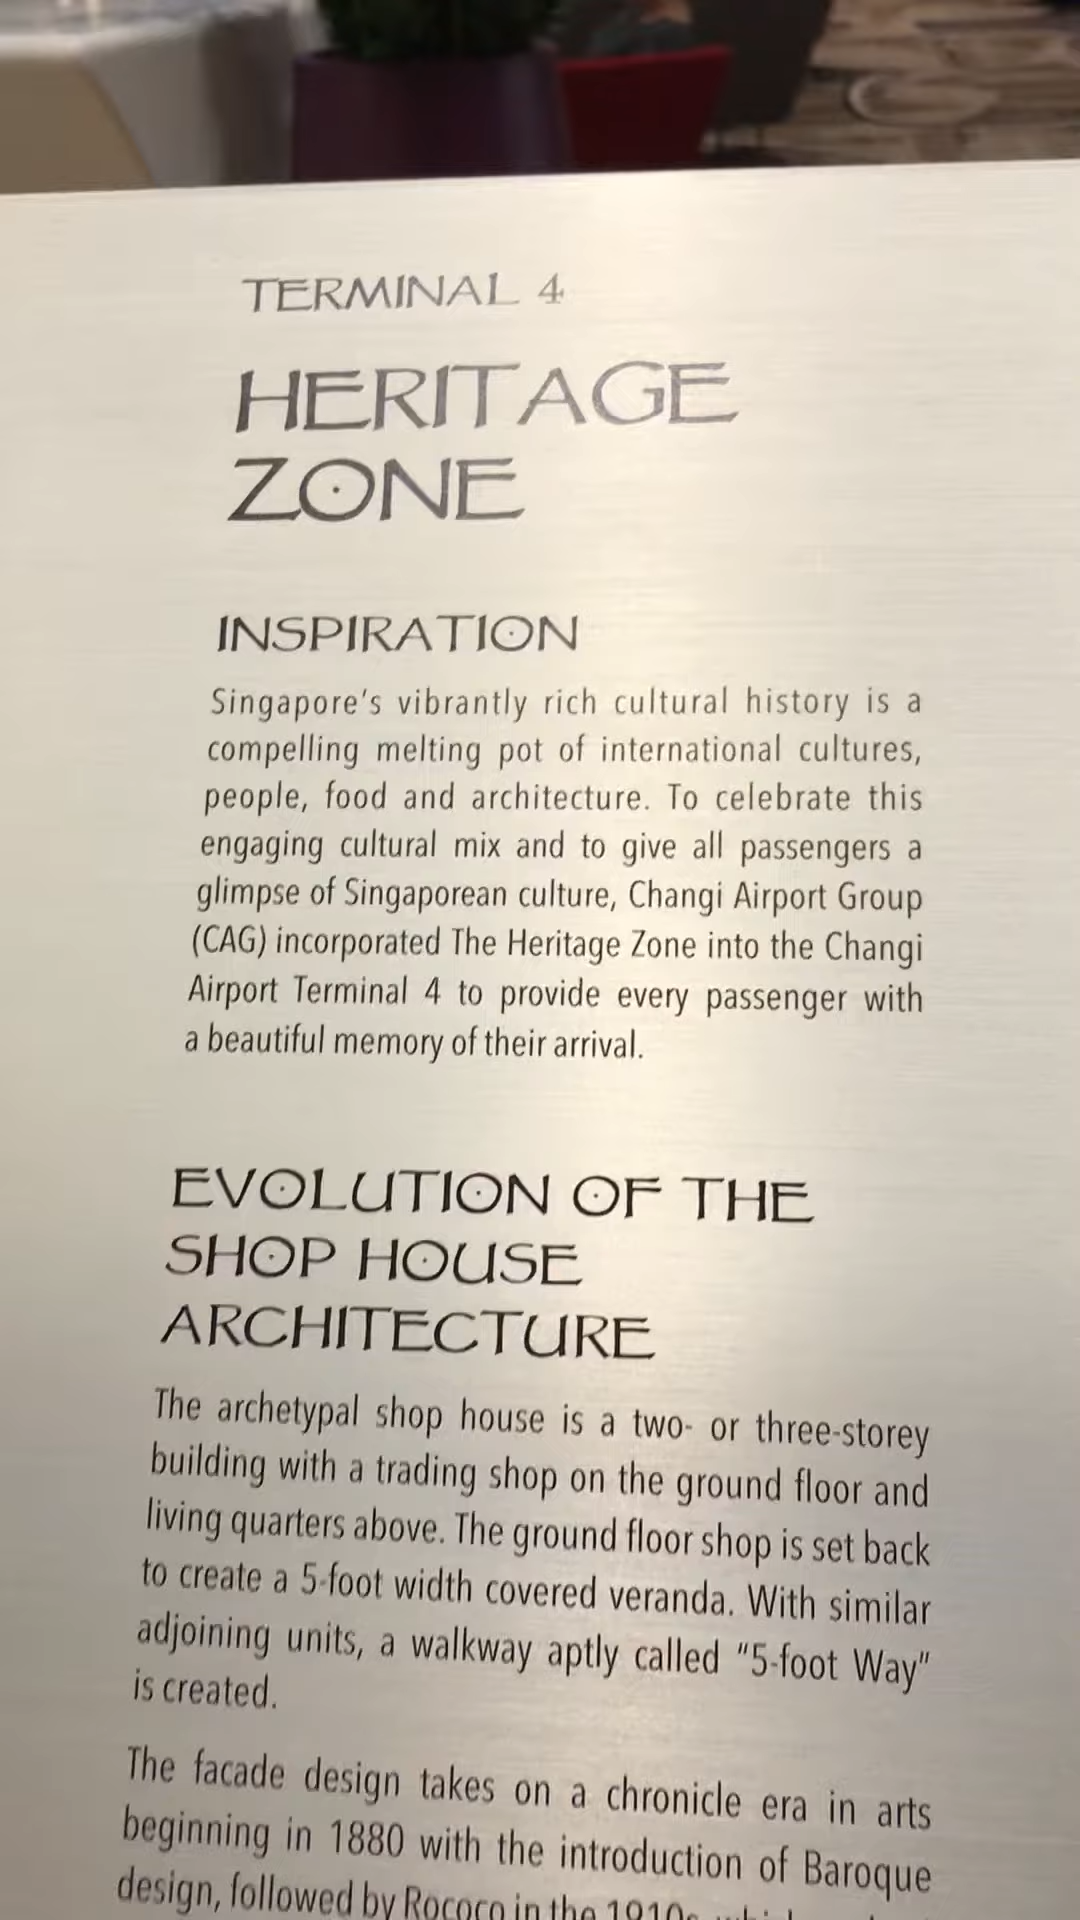 TERMINAL 4
HERITAGE
ZONE
INSPIRATION
Singapore's vibrantly rich cultural history is a
compelling melting pot of international cultures,
people, food and architecture. To celebrate this
engaging cultural mix and to give all passengers a
glimpse of Singaporean culture, Changi Airport Group
(CAG) incorporated The Heritage Zone into the Changi
Airport Terminal 4 to provide every passenger with
a beautiful memory of their arrival.
EVOLUTION OF THE
SHOP HOUSE
ARCHITECTURE
The archetypal shop house is a two- or three-storey
building with a trading shop on the ground floor and
living quarters above. The ground floor shop is set back
to create a 5-foot width covered veranda. With similar
adjoining units, a walkway aptly called "5-foot Way"
is created.
The facade design takes on a chronicle era in arts
beginning in 1880 with the introduction of Baroque
design, followed by Rococo in the 1910s